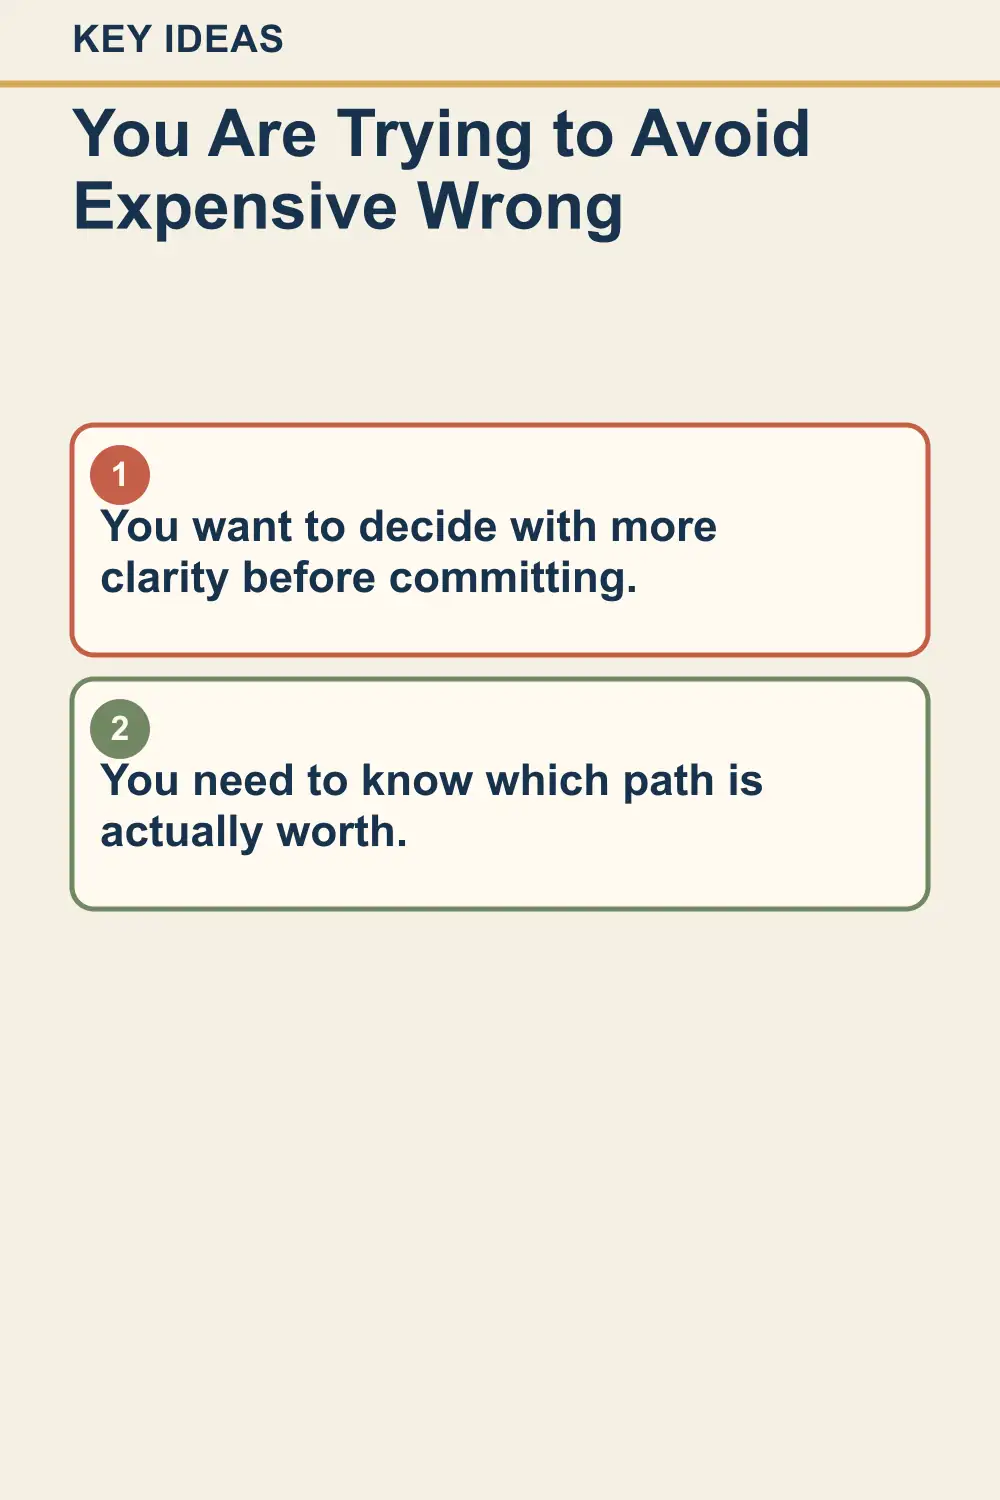 KEY IDEAS
You Are Trying to Avoid
Expensive Wrong
1
You want to decide with more
clarity before committing.
2
You need to know which path is
actually worth.